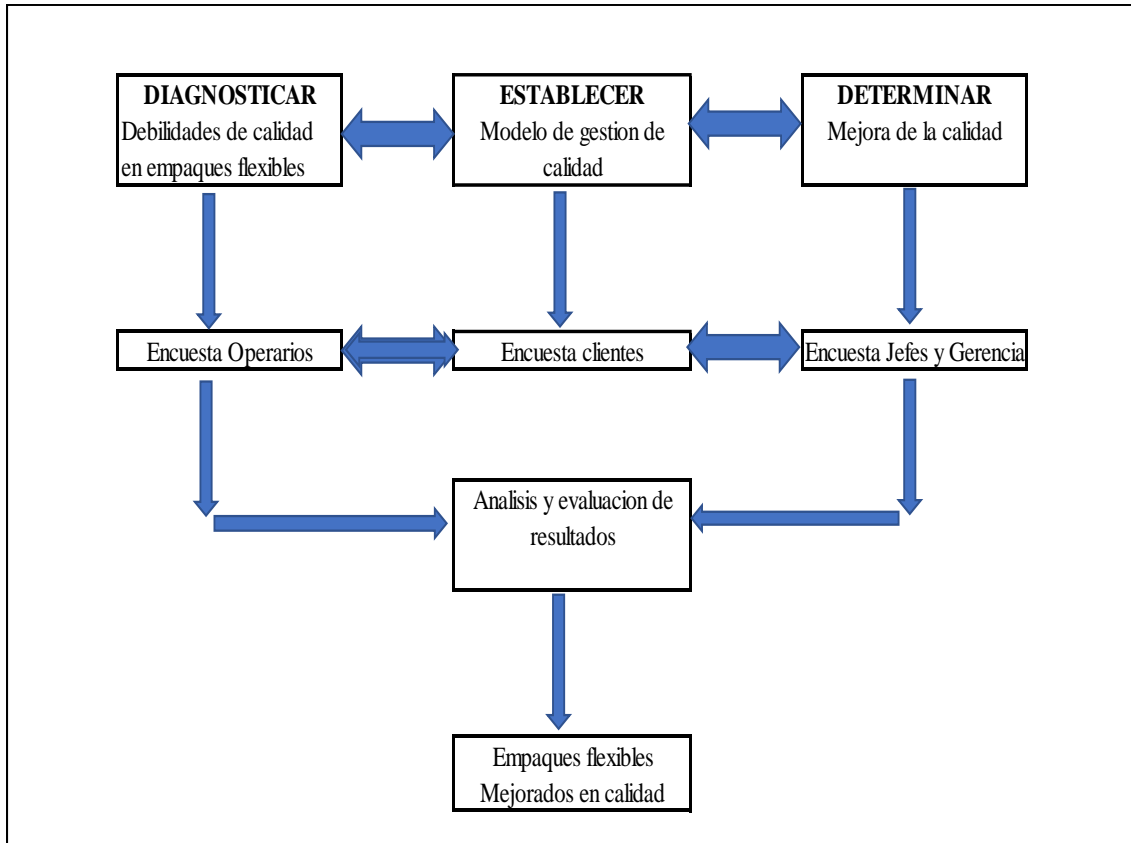 DIAGNOSTICAR
Debilidades de calidad
en empaques flexibles
ESTABLECER
Modelo de gestion de
calidad
DETERMINAR
Mejora de la calidad
Encuesta Operarios
Encuesta clientes
Encuesta Jefes y Gerencia
Analisis y evaluacion de
resultados
Empaques flexibles
Mejorados en calidad